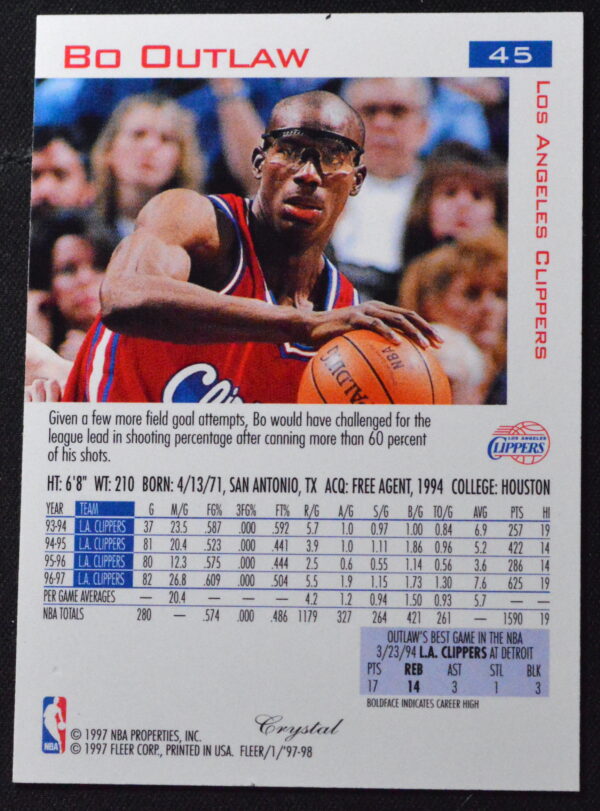 BO OUTLAW
45
LOS ANGELES CLIPPERS
Clip
SPALDING
NBA
Given a few more field goal attempts, Bo would have challenged for the
league lead in shooting percentage after canning more than 60 percent
of his shots.
LOS ANGELES
CLIPPERS
HT: 6'8" WT: 210 BORN: 4/13/71, SAN ANTONIO, TX ACQ: FREE AGENT, 1994 COLLEGE: HOUSTON
YEAR TEAM G M/G FG% 3FG% FT% R/G A/G S/G B/G TO/G AVG PTS HI
93-94 L.A. CLIPPERS 37 23.5 .587 .000 .592 5.7 1.0 0.97 1.00 0.84 6.9 257 19
94-95 L.A. CLIPPERS 81 20.4 .523 .000 .441 3.9 1.0 1.11 1.86 0.96 5.2 422 14
95-96 L.A. CLIPPERS 80 12.3 .575 .000 .444 2.5 0.6 0.55 1.14 0.56 3.6 286 14
96-97 L.A. CLIPPERS 82 26.8 .609 .000 .504 5.5 1.9 1.15 1.73 1.30 7.6 625 19
PER GAME AVERAGES — 20.4 — — — 4.2 1.2 0.94 1.50 0.93 5.7 — —
NBA TOTALS 280 — .574 .000 .486 1179 327 264 421 261 — 1590 19
OUTLAW'S BEST GAME IN THE NBA
3/23/94 L.A. CLIPPERS AT DETROIT
PTS REB AST STL BLK
17 14 3 1 3
BOLDFACE INDICATES CAREER HIGH
Crystal
NBA
© 1997 NBA PROPERTIES, INC.
© 1997 FLEER CORP., PRINTED IN USA. FLEER/1/'97-98